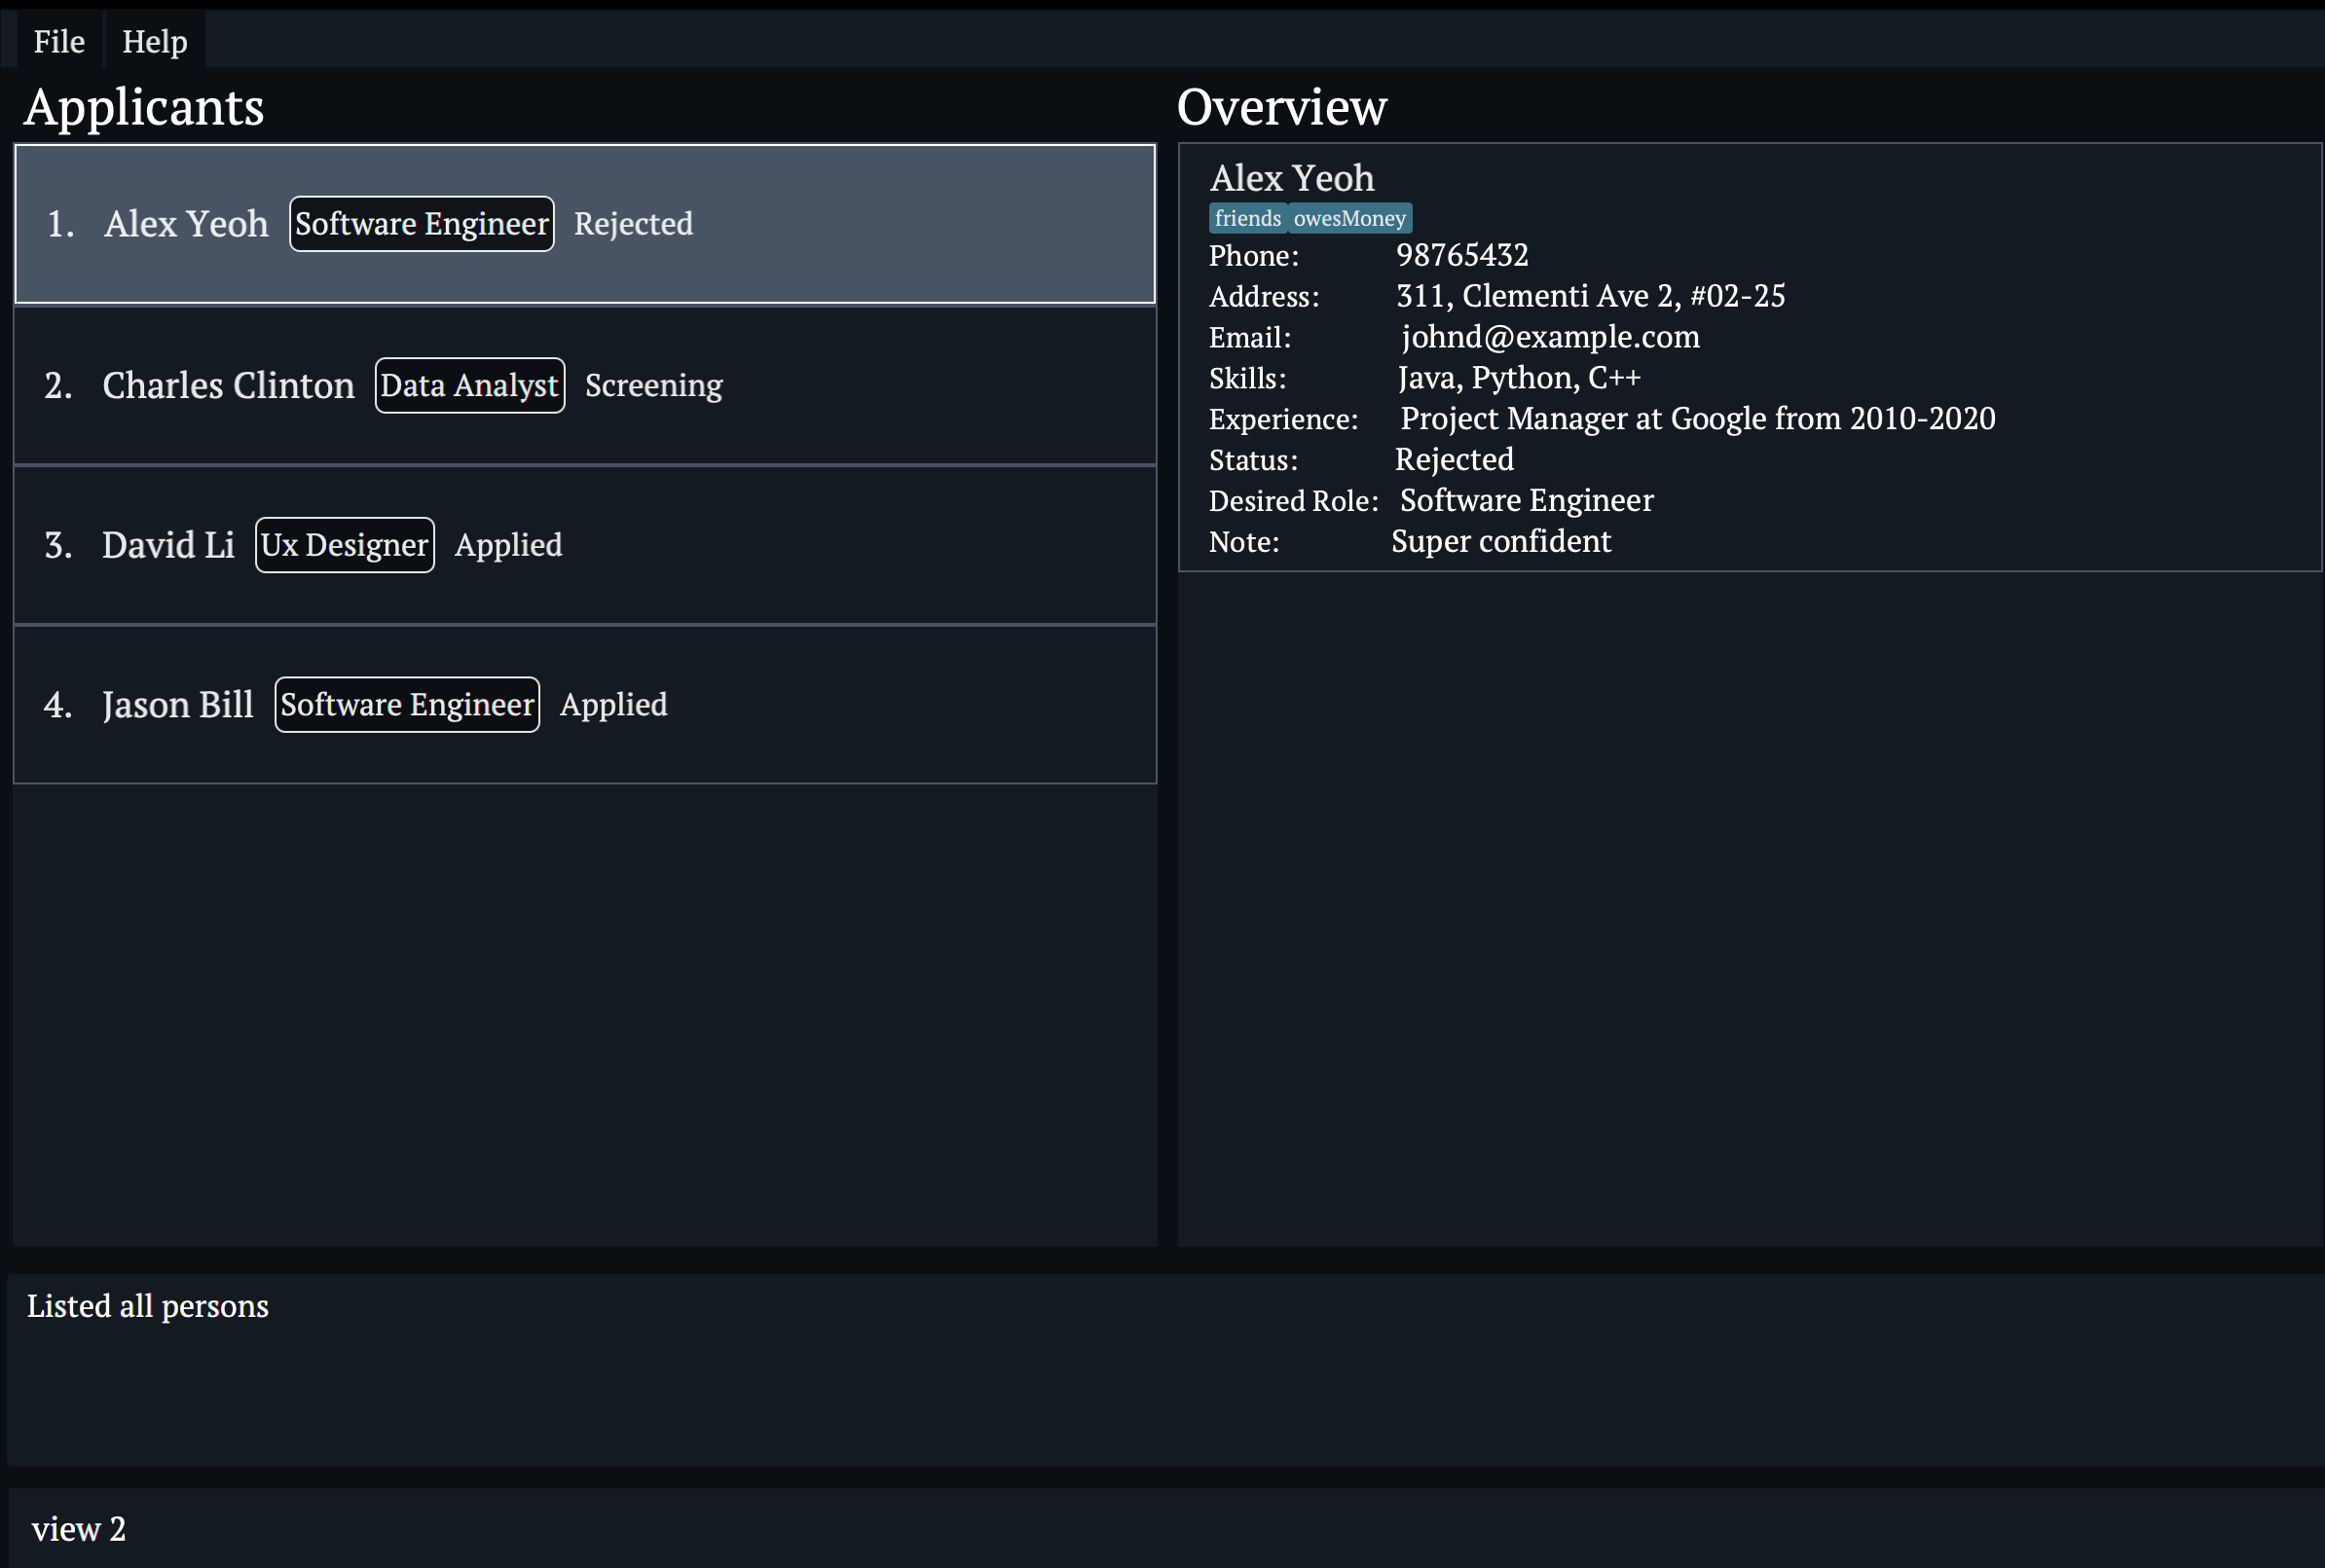 File Help
Applicants
1. Alex Yeoh Software Engineer Rejected
2. Charles Clinton Data Analyst Screening
3. David Li Ux Designer Applied
4. Jason Bill Software Engineer Applied
Overview
Alex Yeoh
friends owesMoney
Phone: 98765432
Address: 311, Clementi Ave 2, #02-25
Email: johnd@example.com
Skills: Java, Python, C++
Experience: Project Manager at Google from 2010-2020
Status: Rejected
Desired Role: Software Engineer
Note: Super confident
Listed all persons
view 2